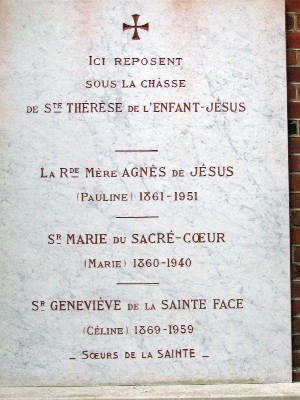 ICI REPOSENT
SOUS LA CHÂSSE
DE STE THÉRÈSE DE L'ENFANT-JÉSUS
LA RDE MÈRE AGNÈS DE JÉSUS
(PAULINE) 1861-1951
SR MARIE DU SACRÉ-CŒUR
(MARIE) 1860-1940
SR GENEVIÈVE DE LA SAINTE FACE
(CÉLINE) 1869-1959
- SŒURS DE LA SAINTE -